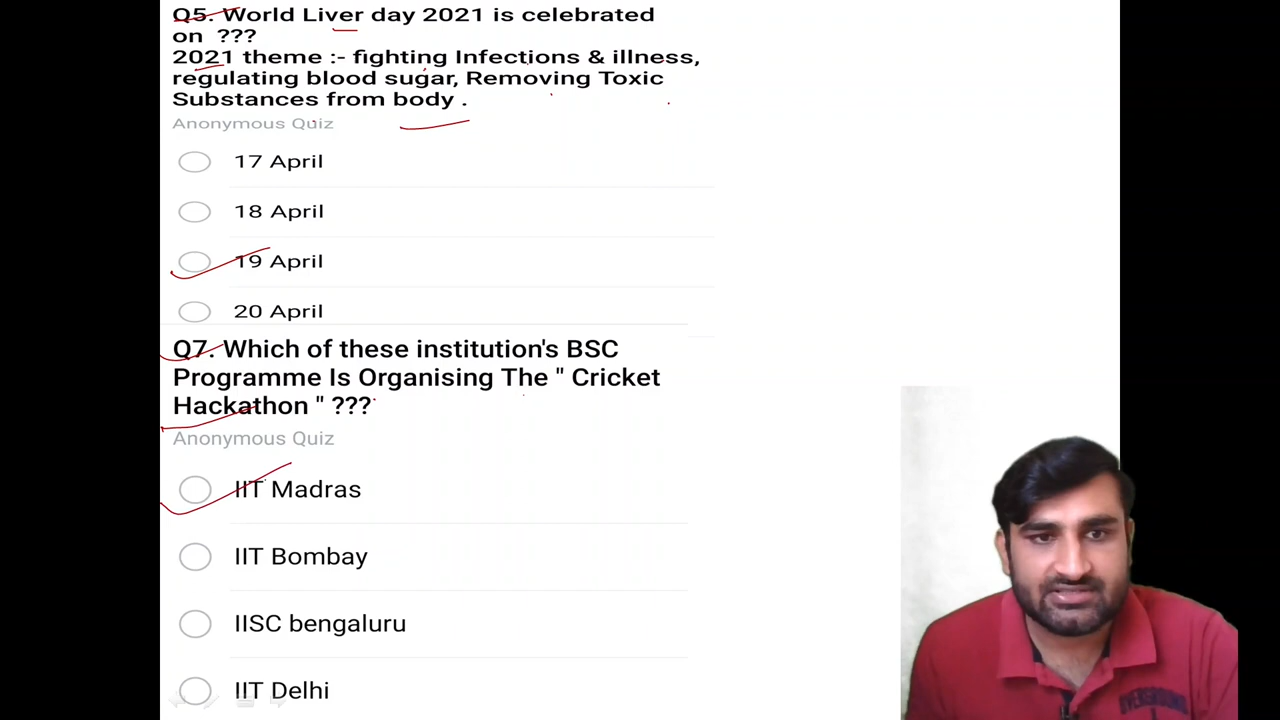 Q5. World Liver day 2021 is celebrated
on ???
2021 theme :- fighting Infections & illness,
regulating blood sugar, Removing Toxic
Substances from body .
Anonymous Quiz
17 April
18 April
19 April
20 April
Q7. Which of these institution's BSC
Programme Is Organising The " Cricket
Hackathon " ???
Anonymous Quiz
IIT Madras
IIT Bombay
IISC bengaluru
IIT Delhi